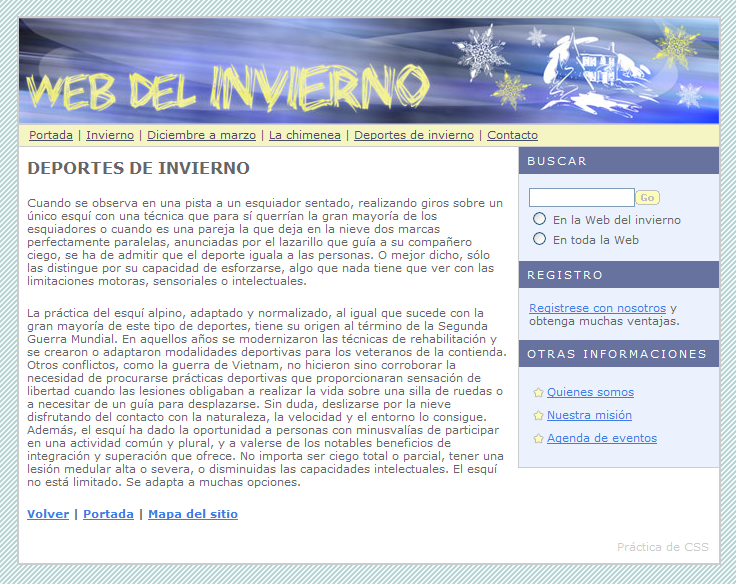 WEB DEL INVIERNO
Portada | Invierno | Diciembre a marzo | La chimenea | Deportes de invierno | Contacto
DEPORTES DE INVIERNO
Cuando se observa en una pista a un esquiador sentado, realizando giros sobre un
único esquí con una técnica que para sí querrían la gran mayoría de los
esquiadores o cuando es una pareja la que deja en la nieve dos marcas
perfectamente paralelas, anunciadas por el lazarillo que guía a su compañero
ciego, se ha de admitir que el deporte iguala a las personas. O mejor dicho, sólo
las distingue por su capacidad de esforzarse, algo que nada tiene que ver con las
limitaciones motoras, sensoriales o intelectuales.
La práctica del esquí alpino, adaptado y normalizado, al igual que sucede con la
gran mayoría de este tipo de deportes, tiene su origen al término de la Segunda
Guerra Mundial. En aquellos años se modernizaron las técnicas de rehabilitación y
se crearon o adaptaron modalidades deportivas para los veteranos de la contienda.
Otros conflictos, como la guerra de Vietnam, no hicieron sino corroborar la
necesidad de procurarse prácticas deportivas que proporcionaran sensación de
libertad cuando las lesiones obligaban a realizar la vida sobre una silla de ruedas o
a necesitar de un guía para desplazarse. Sin duda, deslizarse por la nieve
disfrutando del contacto con la naturaleza, la velocidad y el entorno lo consigue.
Además, el esquí ha dado la oportunidad a personas con minusvalías de participar
en una actividad común y plural, y a valerse de los notables beneficios de
integración y superación que ofrece. No importa ser ciego total o parcial, tener una
lesión medular alta o severa, o disminuidas las capacidades intelectuales. El esquí
no está limitado. Se adapta a muchas opciones.
Volver | Portada | Mapa del sitio
BUSCAR
Go
En la Web del invierno
En toda la Web
REGISTRO
Registrese con nosotros y
obtenga muchas ventajas.
OTRAS INFORMACIONES
Quienes somos
Nuestra misión
Agenda de eventos
Práctica de CSS